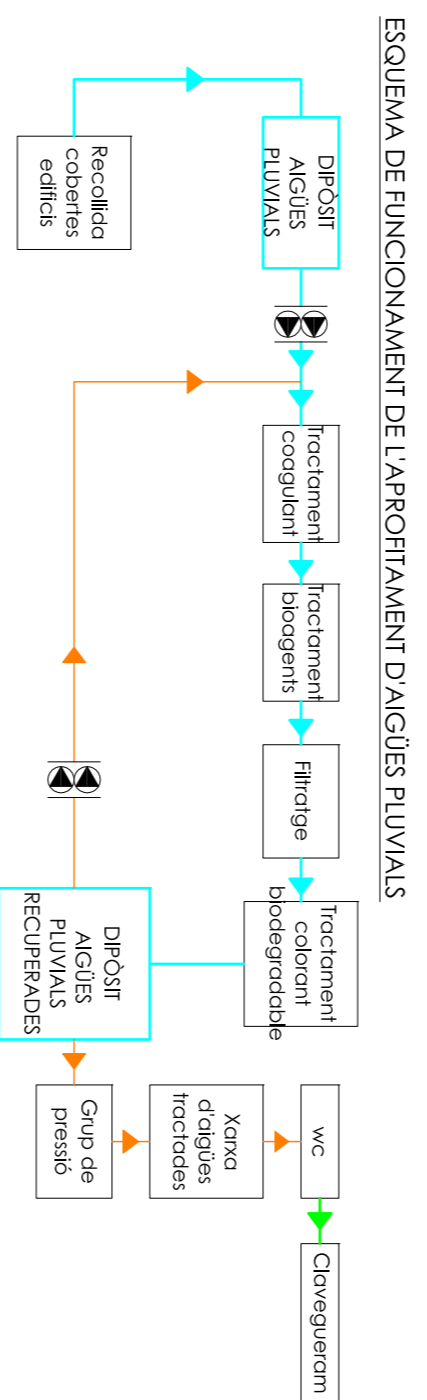 ESQUEMA DE FUNCIONAMENT DE L'APROFITAMENT D'AIGÜES PLUVIALS
Recollida
cobertes
edificis
DIPÒSIT
AIGÜES
PLUVIALS
Tractament
coagulant
Tractament
bioagents
Filtratge
Tractament
colorant
biodegradable
DIPÒSIT
AIGÜES
PLUVIALS
RECUPERADES
Grup de
pressió
Xarxa
d'aigües
tractades
wc
Clavegueram